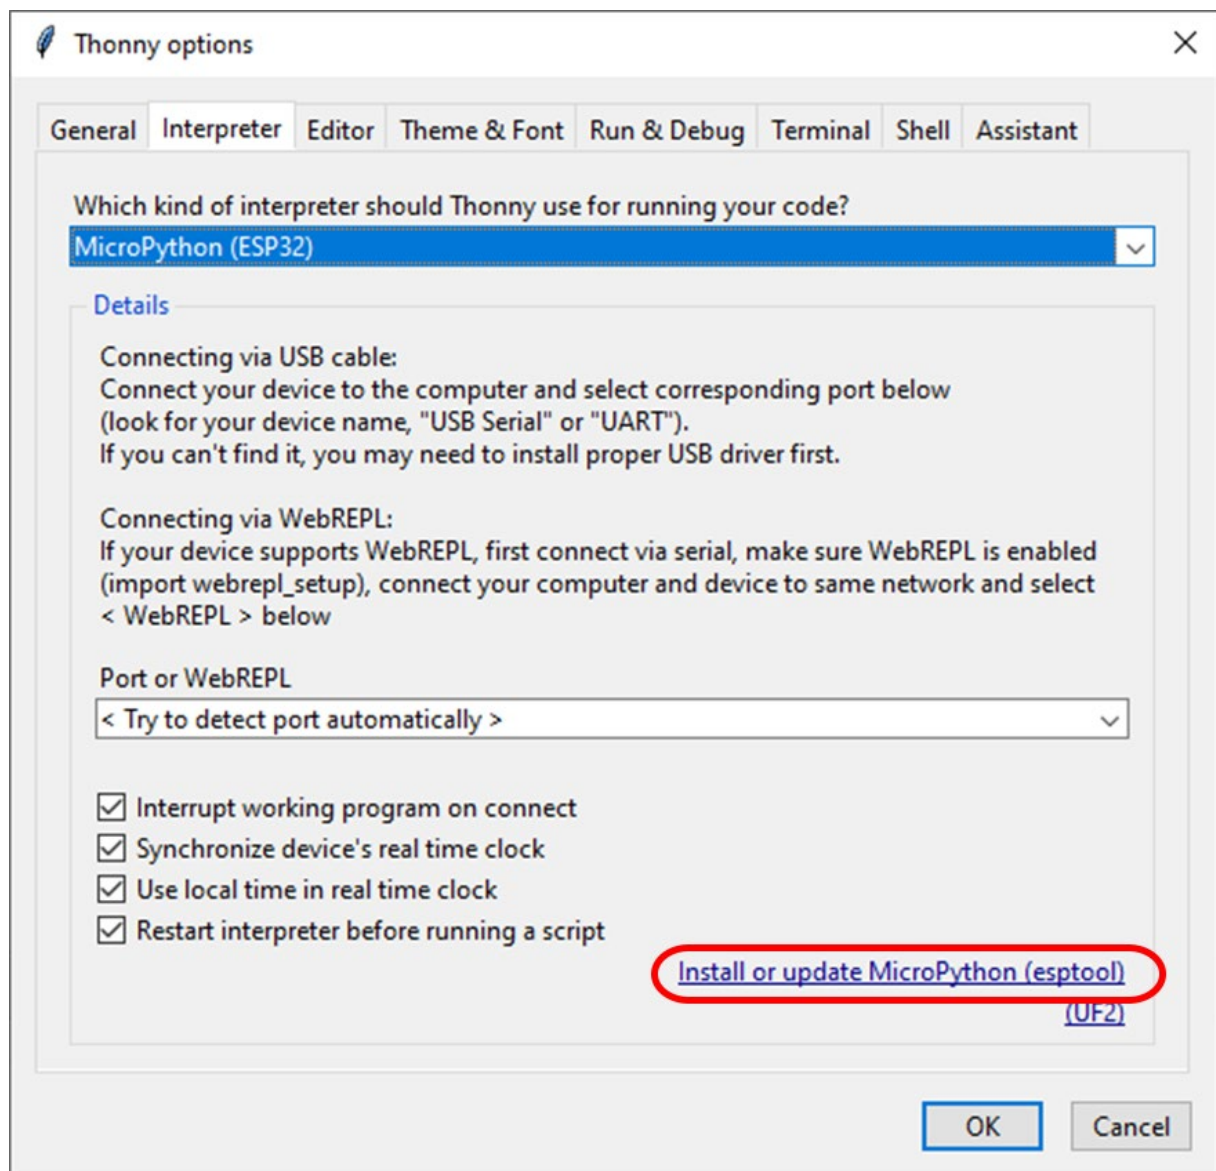 Thonny options
General Interpreter Editor Theme & Font Run & Debug Terminal Shell Assistant
Which kind of interpreter should Thonny use for running your code?
MicroPython (ESP32)
Details
Connecting via USB cable:
Connect your device to the computer and select corresponding port below
(look for your device name, "USB Serial" or "UART").
If you can't find it, you may need to install proper USB driver first.
Connecting via WebREPL:
If your device supports WebREPL, first connect via serial, make sure WebREPL is enabled
(import webrepl_setup), connect your computer and device to same network and select
< WebREPL > below
Port or WebREPL
< Try to detect port automatically >
Interrupt working program on connect
Synchronize device's real time clock
Use local time in real time clock
Restart interpreter before running a script
Install or update MicroPython (esptool)
(UF2)
OK Cancel